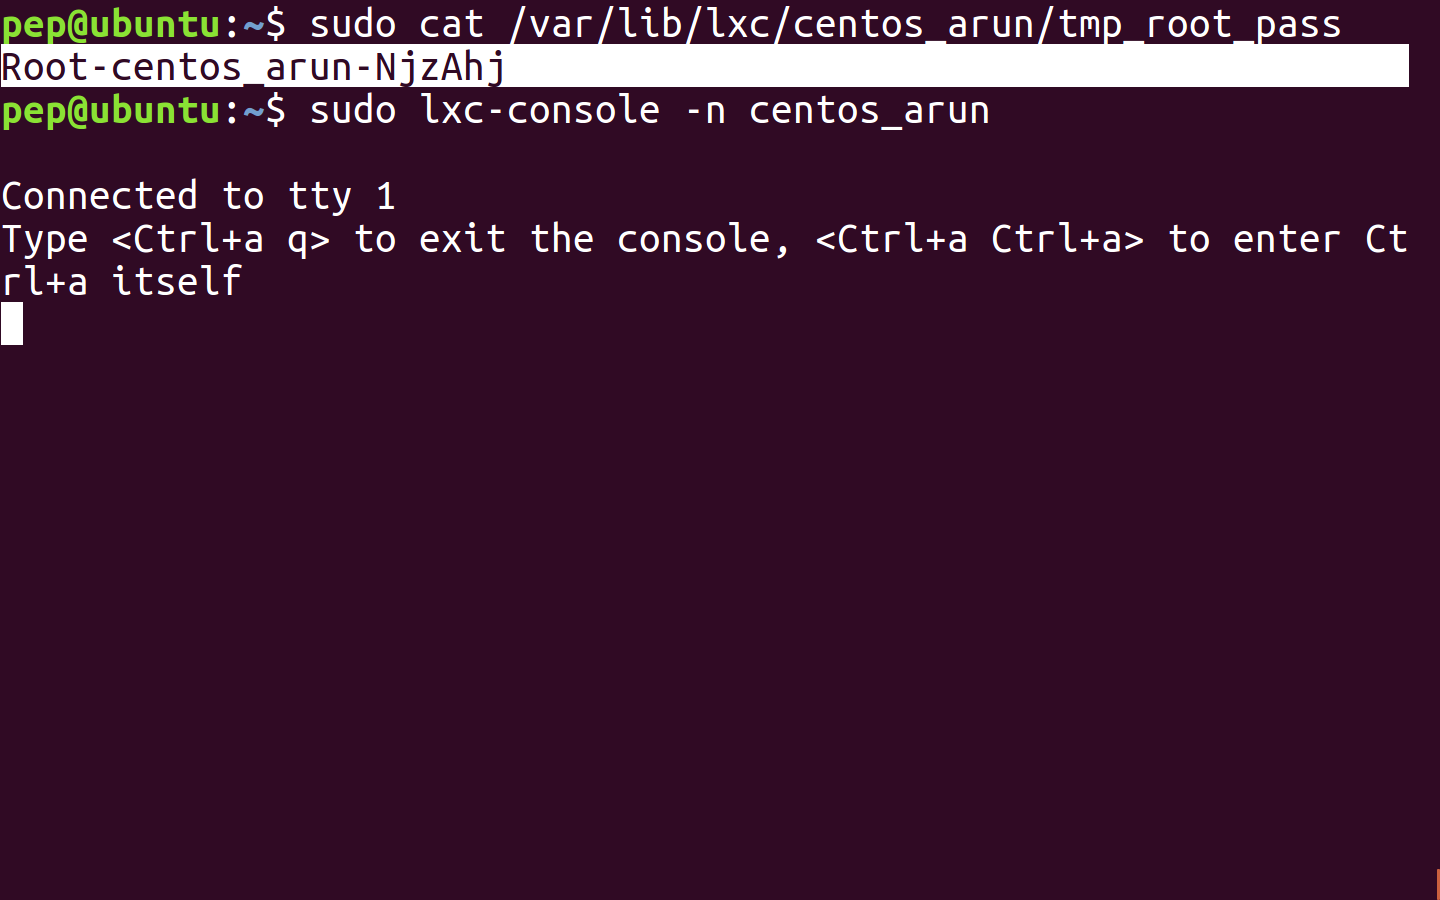 pep@ubuntu:~$ sudo cat /var/lib/lxc/centos_arun/tmp_root_pass
Root-centos_arun-NjzAhj
pep@ubuntu:~$ sudo lxc-console -n centos_arun
Connected to tty 1
Type <Ctrl+a q> to exit the console, <Ctrl+a Ctrl+a> to enter Ct
rl+a itself